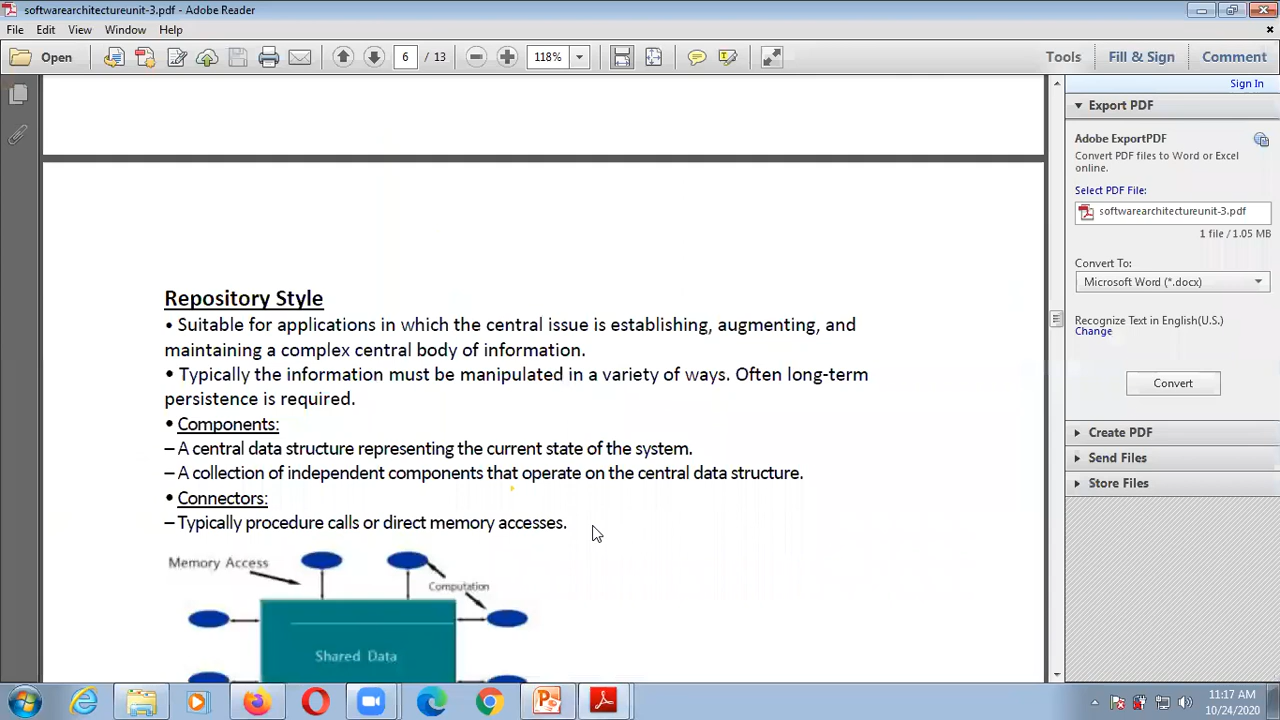 softwarearchitectureunit-3.pdf - Adobe Reader
File Edit View Window Help
Open 6 / 13 118% Tools Fill & Sign Comment
Sign In
Export PDF
Adobe ExportPDF
Convert PDF files to Word or Excel
online.
Select PDF File:
softwarearchitectureunit-3.pdf
1 file / 1.05 MB
Convert To:
Microsoft Word (*.docx)
Recognize Text in English(U.S.)
Change
Convert
Create PDF
Send Files
Store Files
Repository Style
• Suitable for applications in which the central issue is establishing, augmenting, and
maintaining a complex central body of information.
• Typically the information must be manipulated in a variety of ways. Often long-term
persistence is required.
• Components:
– A central data structure representing the current state of the system.
– A collection of independent components that operate on the central data structure.
• Connectors:
– Typically procedure calls or direct memory accesses.
Memory Access
Computation
Shared Data
11:17 AM
10/24/2020